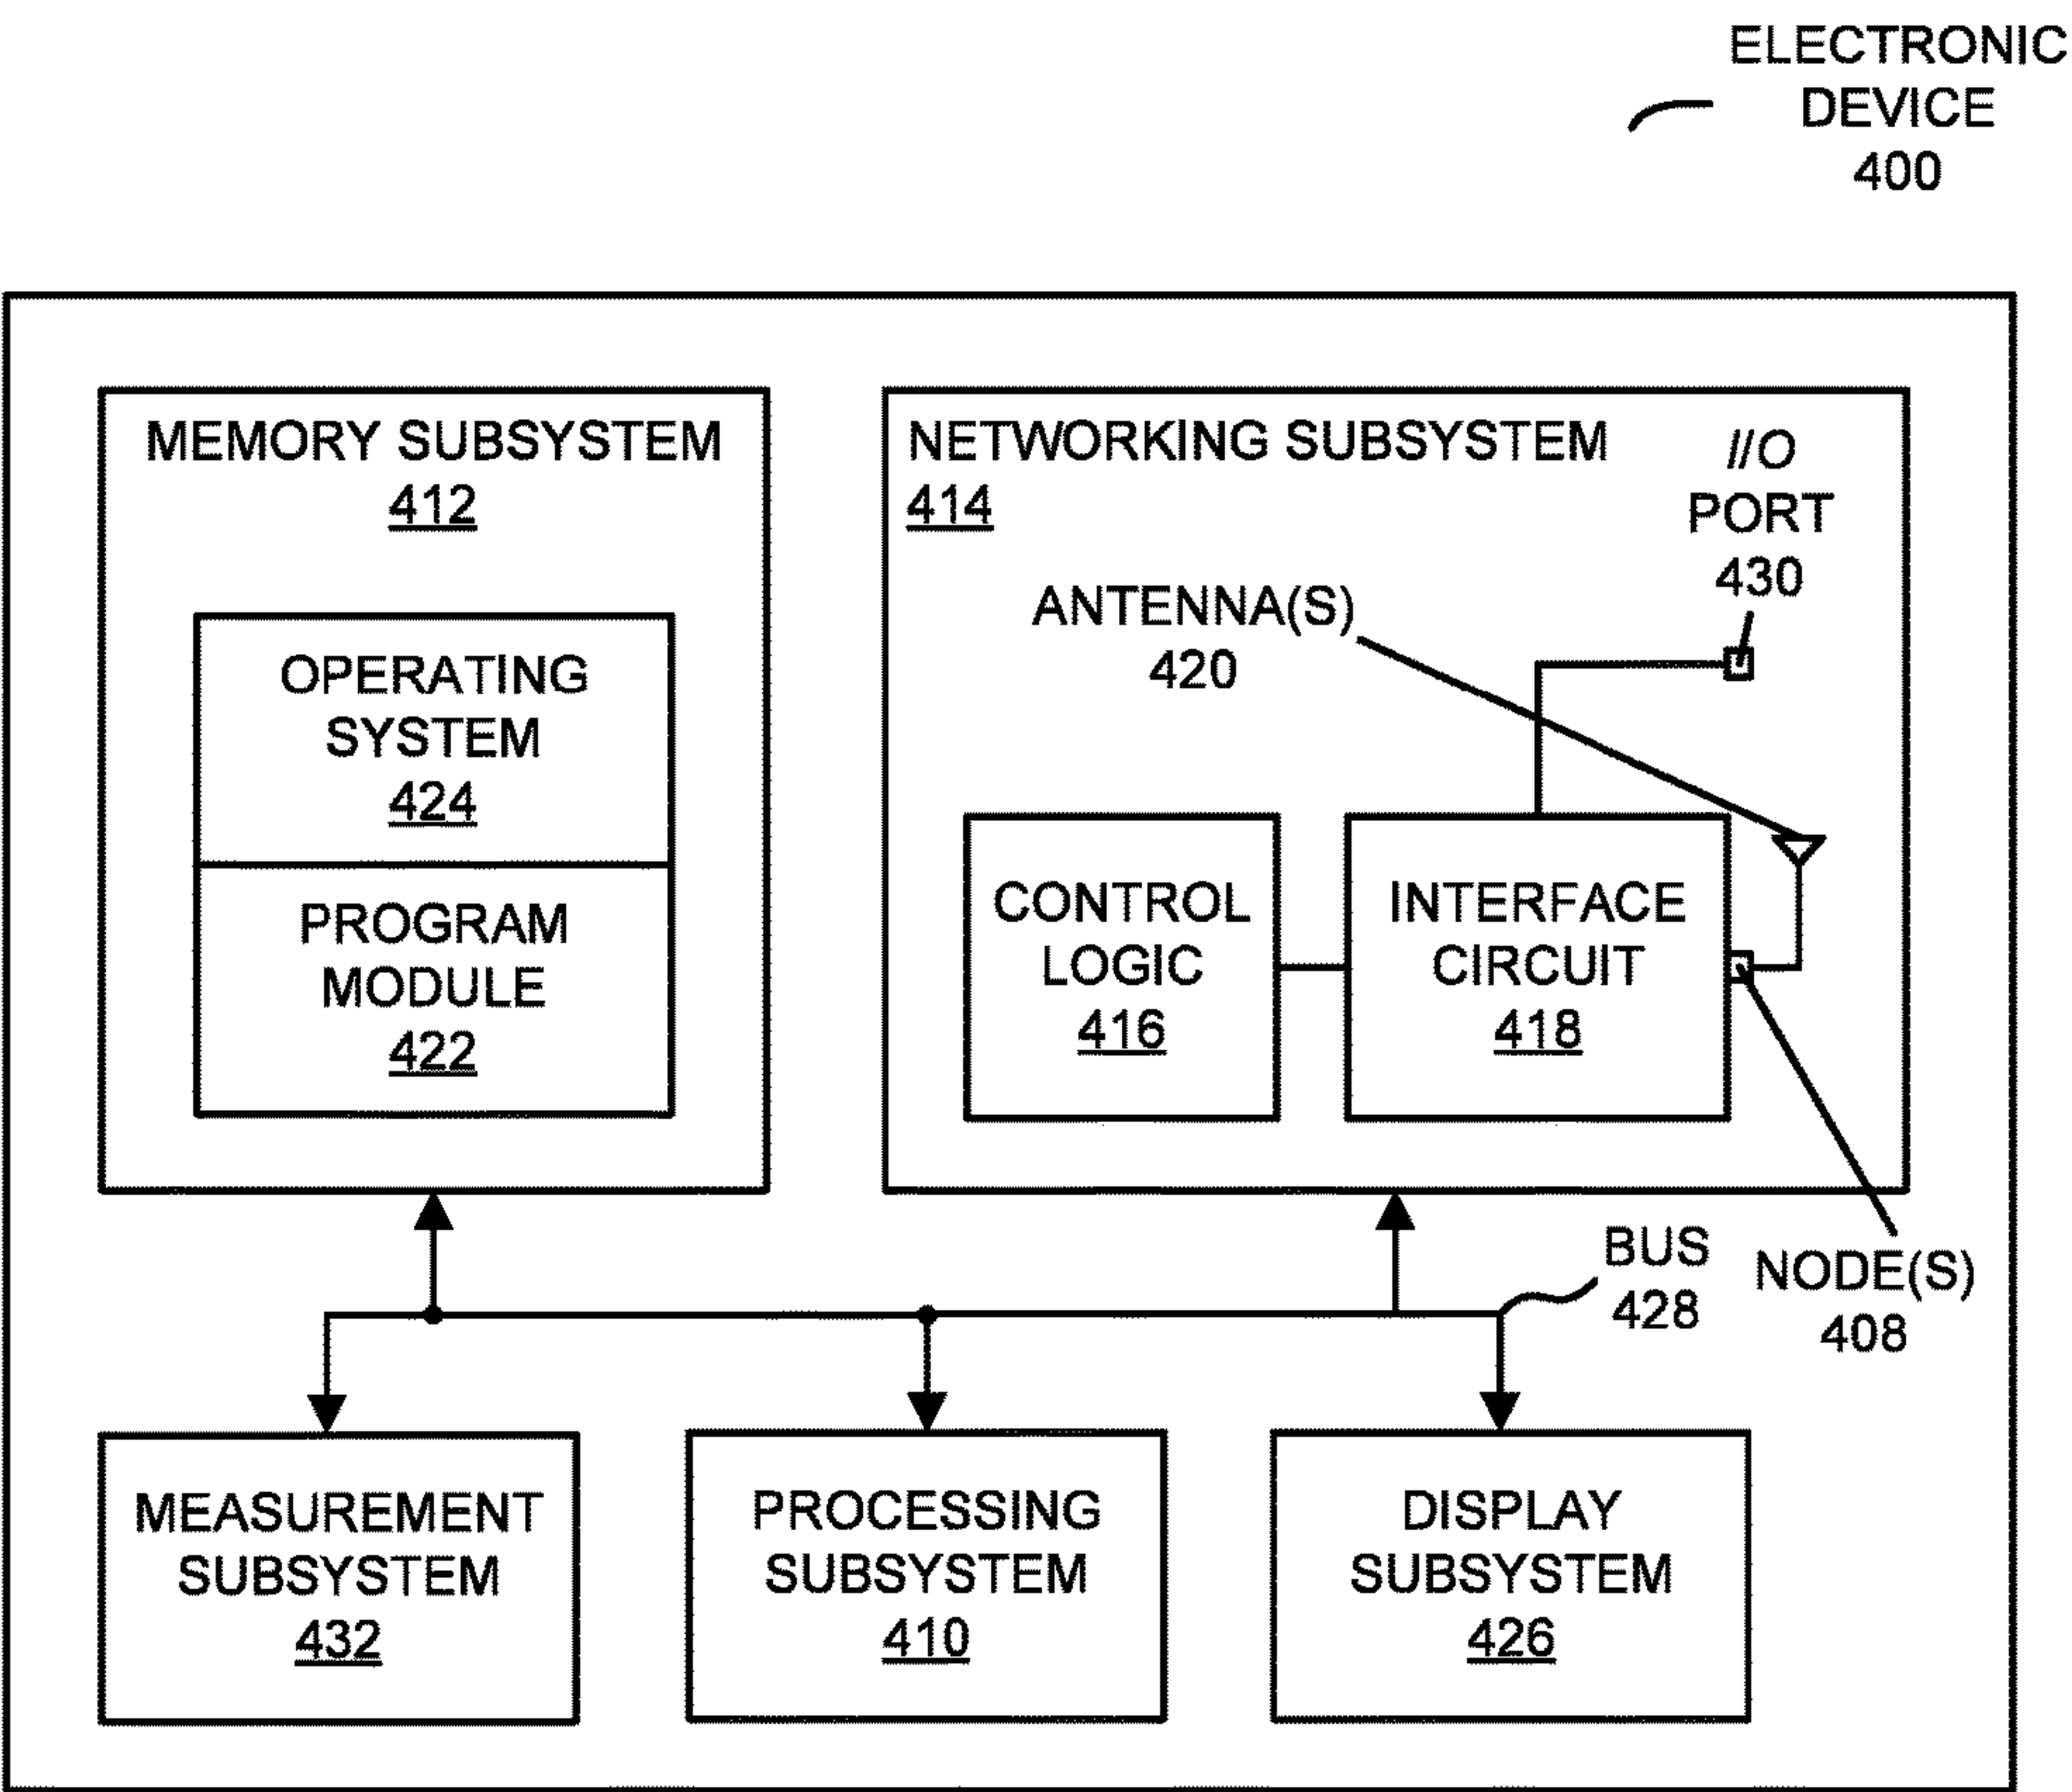 ELECTRONIC
DEVICE
400
MEMORY SUBSYSTEM
412
OPERATING
SYSTEM
424
PROGRAM
MODULE
422
NETWORKING SUBSYSTEM
414
I/O
PORT
430
ANTENNA(S)
420
CONTROL
LOGIC
416
INTERFACE
CIRCUIT
418
BUS
428
NODE(S)
408
MEASUREMENT
SUBSYSTEM
432
PROCESSING
SUBSYSTEM
410
DISPLAY
SUBSYSTEM
426